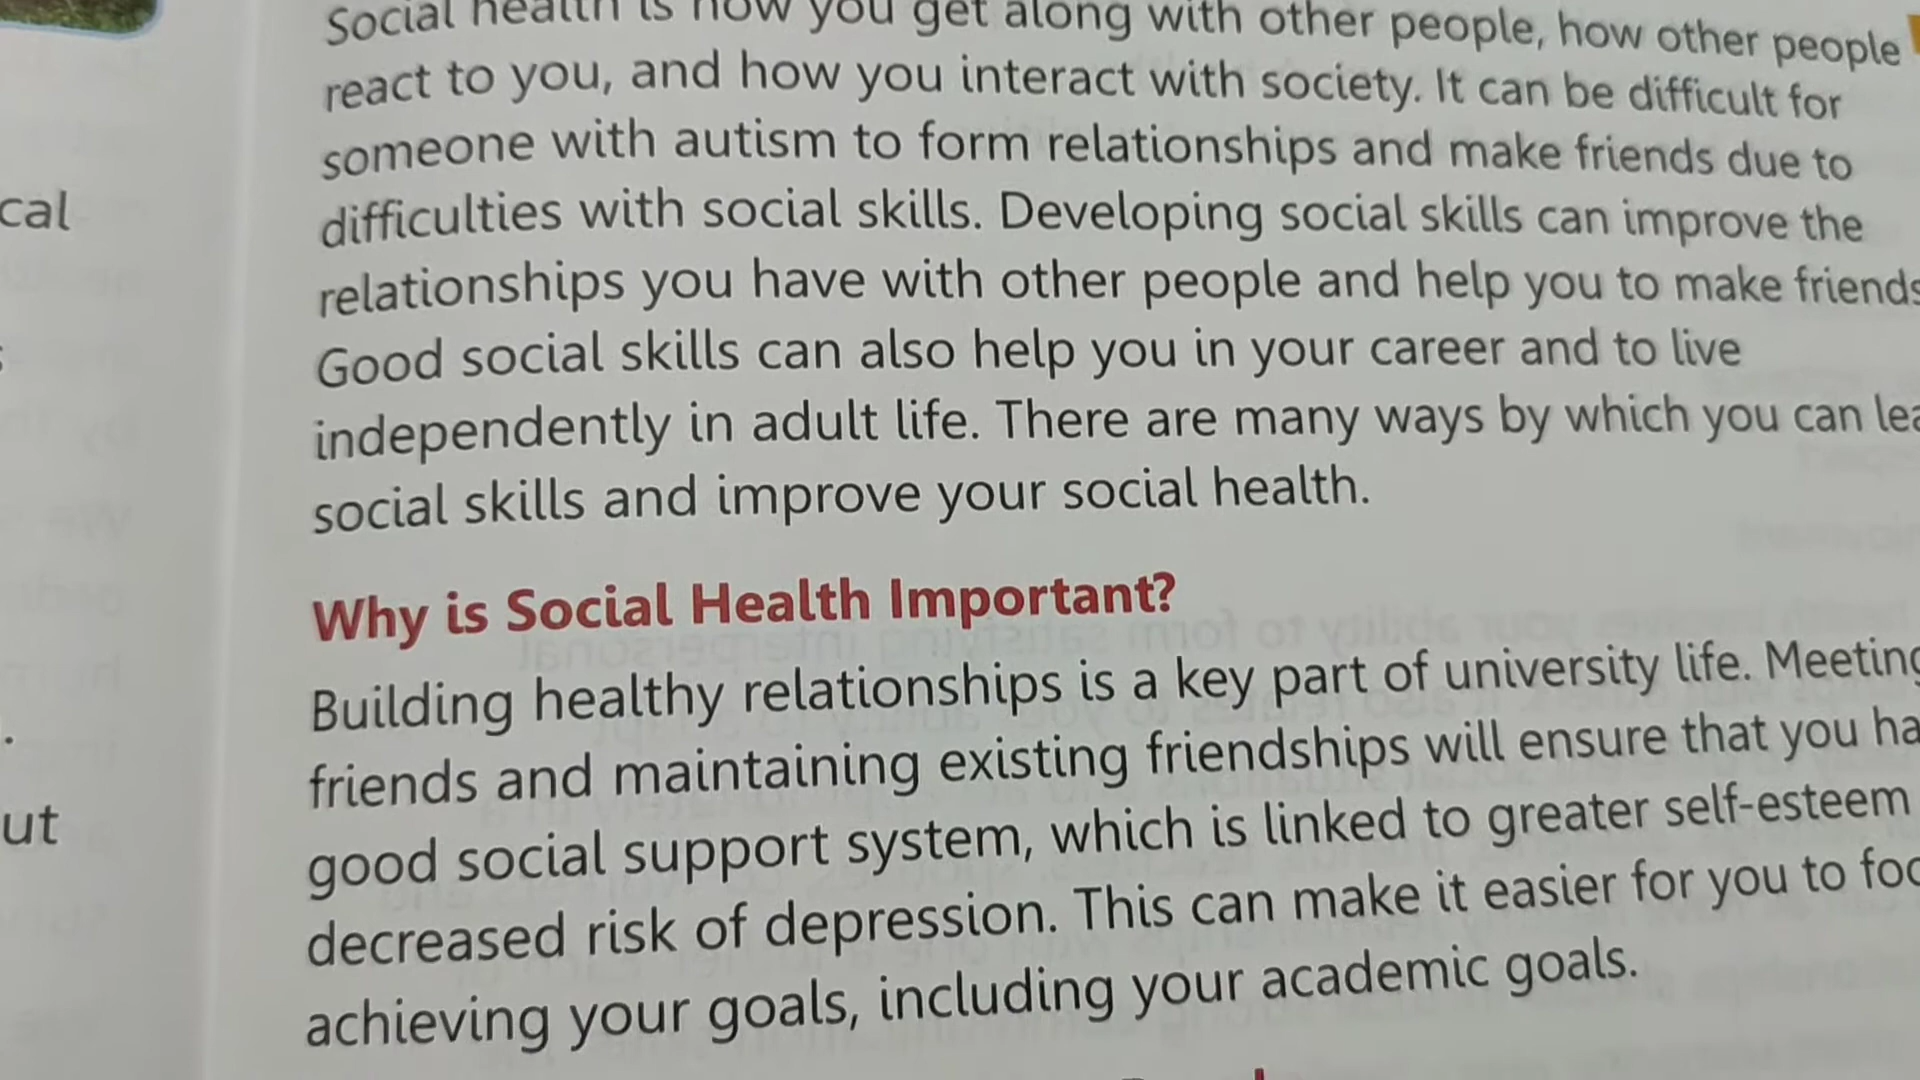 Social health is how you get along with other people, how other people
react to you, and how you interact with society. It can be difficult for
someone with autism to form relationships and make friends due to
difficulties with social skills. Developing social skills can improve the
relationships you have with other people and help you to make friends
Good social skills can also help you in your career and to live
independently in adult life. There are many ways by which you can lea
social skills and improve your social health.
Why is Social Health Important?
Building healthy relationships is a key part of university life. Meeting
friends and maintaining existing friendships will ensure that you ha
good social support system, which is linked to greater self-esteem
decreased risk of depression. This can make it easier for you to foc
achieving your goals, including your academic goals.
cal
ut